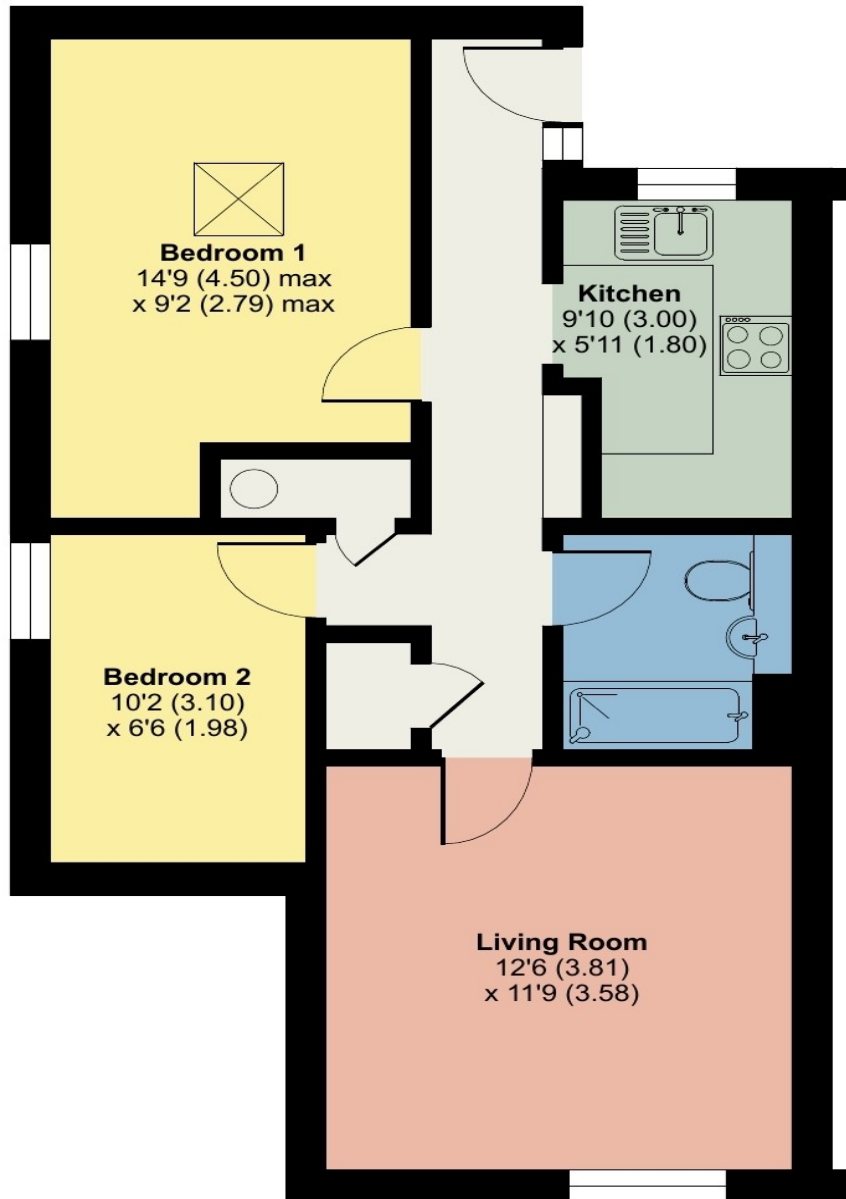 Bedroom 1
14'9 (4.50) max
x 9'2 (2.79) max
Kitchen
9'10 (3.00)
x 5'11 (1.80)
Bedroom 2
10'2 (3.10)
x 6'6 (1.98)
Living Room
12'6 (3.81)
x 11'9 (3.58)